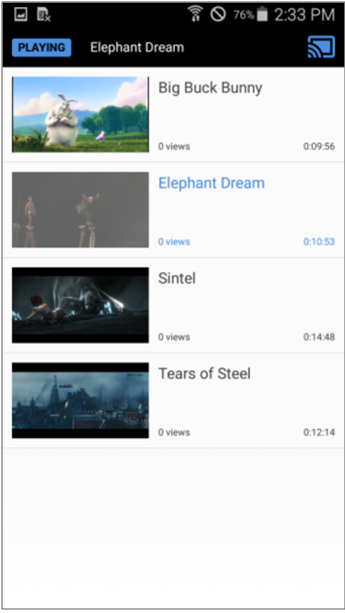 76% 2:33 PM
PLAYING Elephant Dream
Big Buck Bunny
0 views 0:09:56
Elephant Dream
0 views 0:10:53
Sintel
0 views 0:14:48
Tears of Steel
0 views 0:12:14